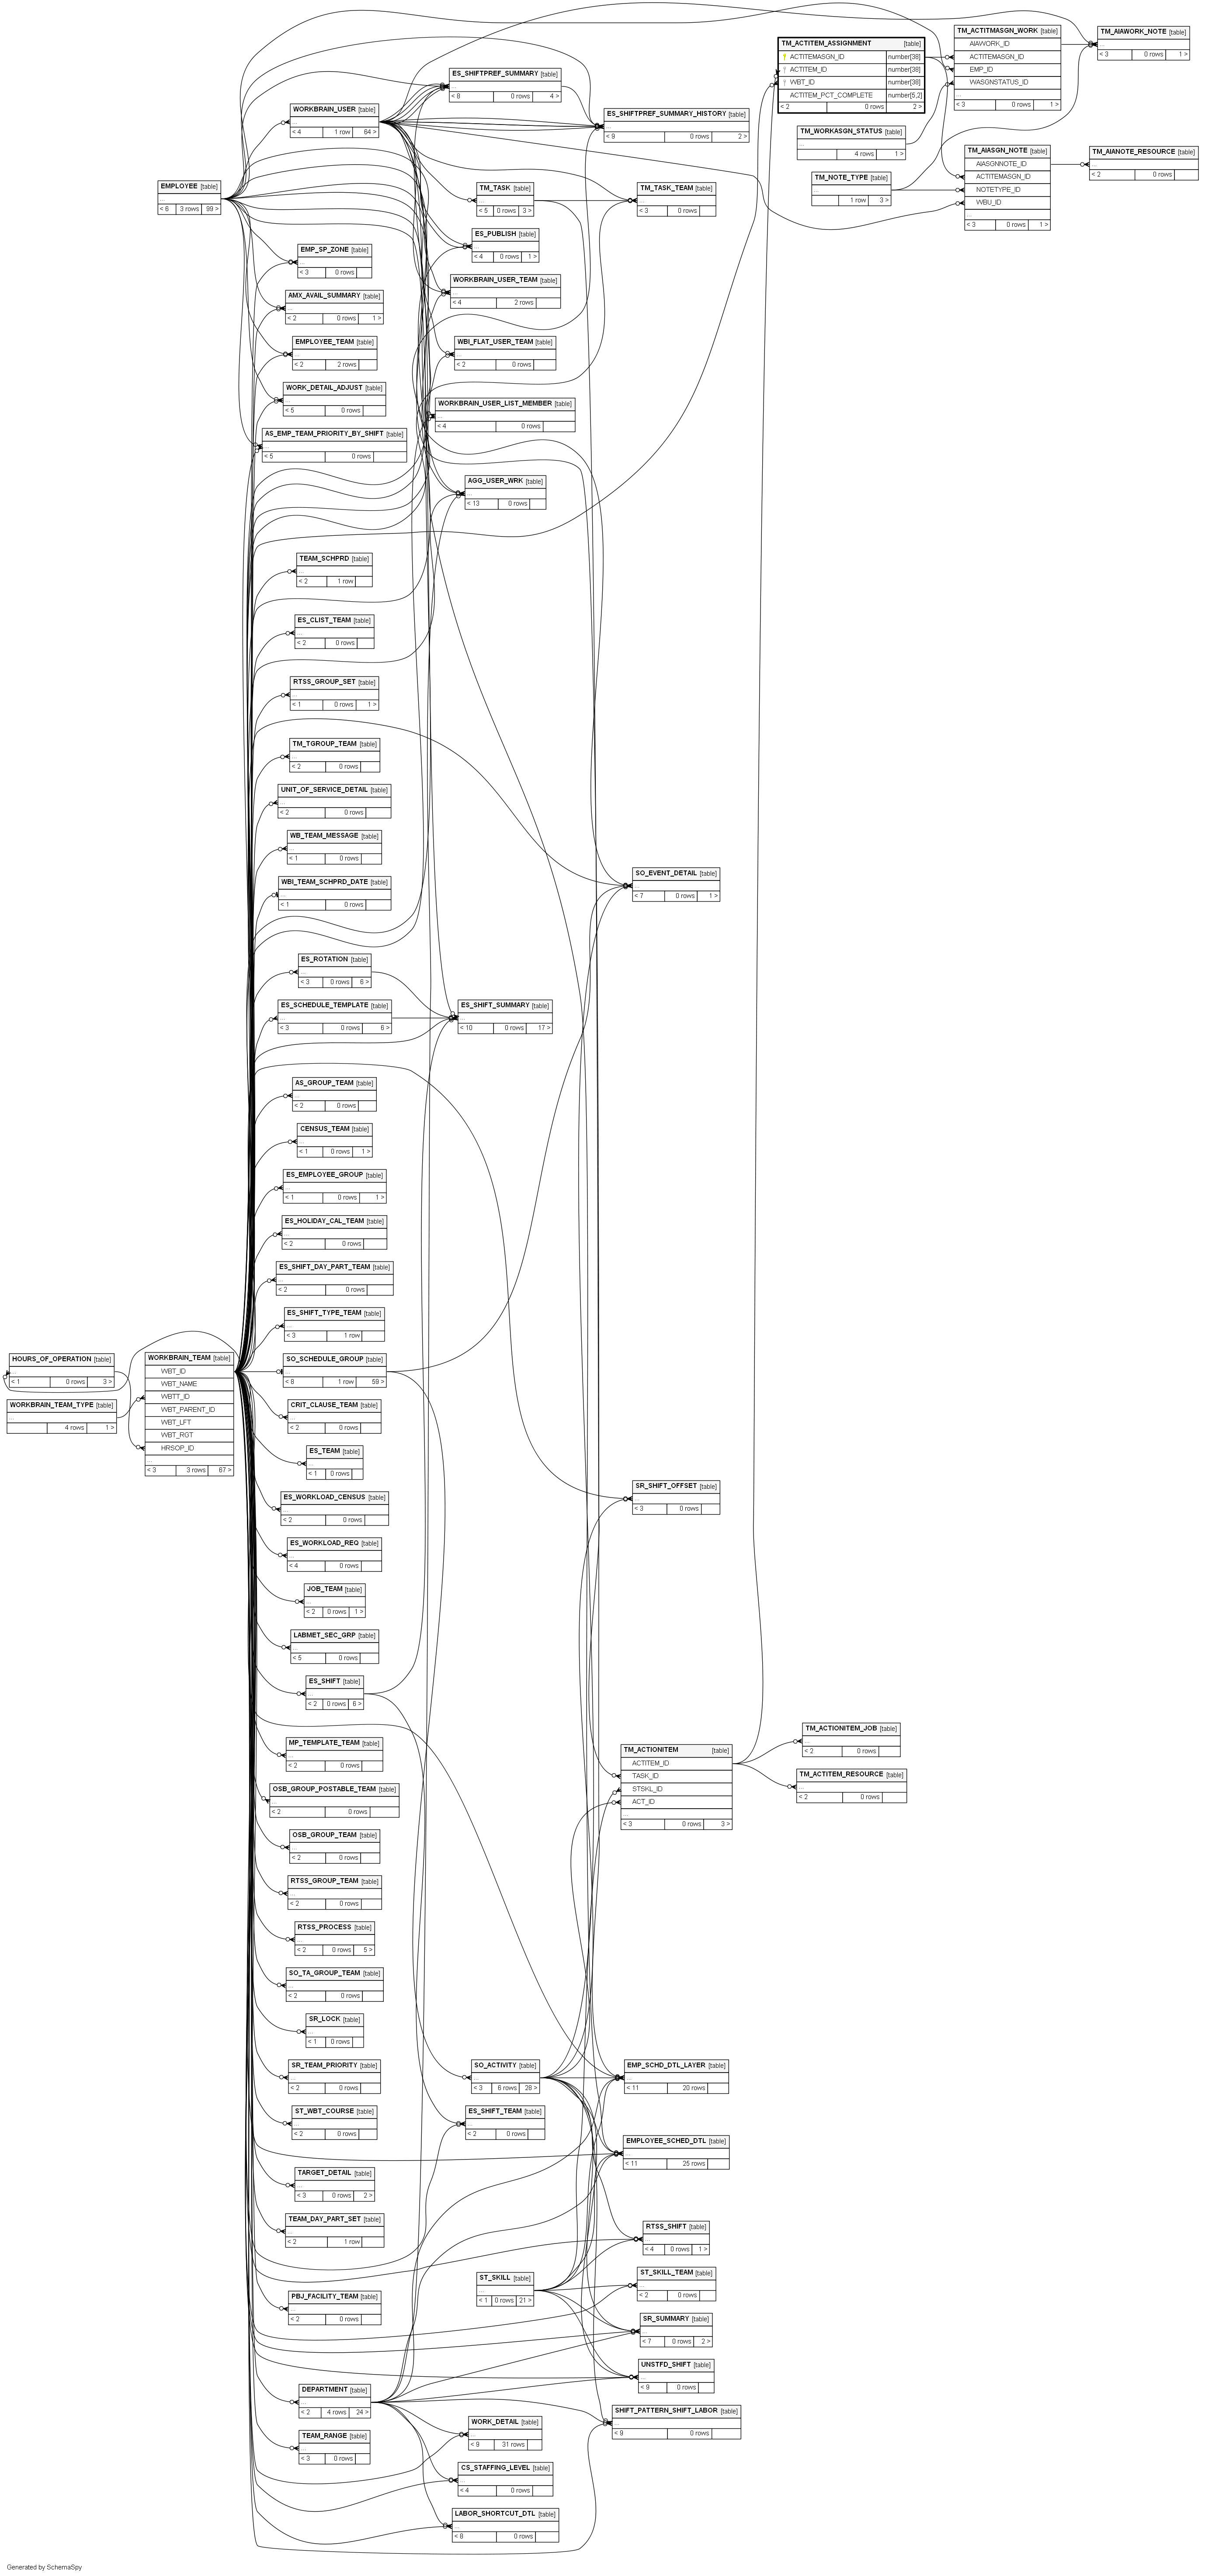 TM_AIAWORK_NOTE [table]
...
< 3 0 rows 1 >
TM_ACTITMASGN_WORK [table]
AIAWORK_ID
ACTITEMASGN_ID
EMP_ID
WASGNSTATUS_ID
...
< 3 0 rows 1 >
TM_ACTITEM_ASSIGNMENT [table]
ACTITEMASGN_ID number[38]
ACTITEM_ID number[38]
WBT_ID number[38]
ACTITEM_PCT_COMPLETE number[5,2]
< 2 0 rows 2 >
ES_SHIFTPREF_SUMMARY [table]
...
< 8 0 rows 4 >
WORKBRAIN_USER [table]
...
< 4 1 row 64 >
ES_SHIFTPREF_SUMMARY_HISTORY [table]
...
< 9 0 rows 2 >
TM_WORKASGN_STATUS [table]
...
4 rows 1 >
TM_AIASGN_NOTE [table]
AIASGNNOTE_ID
ACTITEMASGN_ID
NOTETYPE_ID
WBU_ID
...
< 3 0 rows 1 >
TM_AIANOTE_RESOURCE [table]
...
< 2 0 rows
TM_NOTE_TYPE [table]
...
1 row 3 >
EMPLOYEE [table]
...
< 6 3 rows 99 >
TM_TASK [table]
...
< 5 0 rows 3 >
TM_TASK_TEAM [table]
...
< 3 0 rows
ES_PUBLISH [table]
...
< 4 0 rows 1 >
EMP_SP_ZONE [table]
...
< 3 0 rows
WORKBRAIN_USER_TEAM [table]
...
< 4 2 rows
AMX_AVAIL_SUMMARY [table]
...
< 2 0 rows 1 >
EMPLOYEE_TEAM [table]
...
< 2 2 rows
WBI_FLAT_USER_TEAM [table]
...
< 2 0 rows
WORK_DETAIL_ADJUST [table]
...
< 5 0 rows
WORKBRAIN_USER_LIST_MEMBER [table]
...
< 4 0 rows
AS_EMP_TEAM_PRIORITY_BY_SHIFT [table]
...
< 5 0 rows
AGG_USER_WRK [table]
...
< 13 0 rows
TEAM_SCHPRD [table]
...
< 2 1 row
ES_CLIST_TEAM [table]
...
< 2 0 rows
RTSS_GROUP_SET [table]
...
< 1 0 rows 1 >
TM_TGROUP_TEAM [table]
...
< 2 0 rows
UNIT_OF_SERVICE_DETAIL [table]
...
< 2 0 rows
WB_TEAM_MESSAGE [table]
...
< 1 0 rows
WBI_TEAM_SCHPRD_DATE [table]
...
< 1 0 rows
SO_EVENT_DETAIL [table]
...
< 7 0 rows 1 >
ES_ROTATION [table]
...
< 3 0 rows 6 >
ES_SCHEDULE_TEMPLATE [table]
...
< 3 0 rows 6 >
ES_SHIFT_SUMMARY [table]
...
< 10 0 rows 17 >
AS_GROUP_TEAM [table]
...
< 2 0 rows
CENSUS_TEAM [table]
...
< 1 0 rows 1 >
ES_EMPLOYEE_GROUP [table]
...
< 1 0 rows 1 >
ES_HOLIDAY_CAL_TEAM [table]
...
< 2 0 rows
ES_SHIFT_DAY_PART_TEAM [table]
...
< 2 0 rows
ES_SHIFT_TYPE_TEAM [table]
...
< 3 1 row
HOURS_OF_OPERATION [table]
...
< 1 0 rows 3 >
WORKBRAIN_TEAM_TYPE [table]
...
4 rows 1 >
WORKBRAIN_TEAM [table]
WBT_ID
WBT_NAME
WBTT_ID
WBT_PARENT_ID
WBT_LFT
WBT_RGT
HRSOP_ID
...
< 3 3 rows 67 >
SO_SCHEDULE_GROUP [table]
...
< 8 1 row 59 >
CRIT_CLAUSE_TEAM [table]
...
< 2 0 rows
ES_TEAM [table]
...
< 1 0 rows
ES_WORKLOAD_CENSUS [table]
...
< 2 0 rows
SR_SHIFT_OFFSET [table]
...
< 3 0 rows
ES_WORKLOAD_REQ [table]
...
< 4 0 rows
JOB_TEAM [table]
...
< 2 0 rows 1 >
LABMET_SEC_GRP [table]
...
< 5 0 rows
ES_SHIFT [table]
...
< 2 0 rows 6 >
MP_TEMPLATE_TEAM [table]
...
< 2 0 rows
TM_ACTIONITEM [table]
ACTITEM_ID
TASK_ID
STSKL_ID
ACT_ID
...
< 3 0 rows 3 >
TM_ACTIONITEM_JOB [table]
...
< 2 0 rows
TM_ACTITEM_RESOURCE [table]
...
< 2 0 rows
OSB_GROUP_POSTABLE_TEAM [table]
...
< 2 0 rows
OSB_GROUP_TEAM [table]
...
< 2 0 rows
RTSS_GROUP_TEAM [table]
...
< 2 0 rows
RTSS_PROCESS [table]
...
< 2 0 rows 5 >
SO_TA_GROUP_TEAM [table]
...
< 2 0 rows
SR_LOCK [table]
...
< 1 0 rows
SR_TEAM_PRIORITY [table]
...
< 2 0 rows
SO_ACTIVITY [table]
...
< 3 6 rows 28 >
EMP_SCHD_DTL_LAYER [table]
...
< 11 20 rows
ST_WBT_COURSE [table]
...
< 2 0 rows
ES_SHIFT_TEAM [table]
...
< 2 0 rows
EMPLOYEE_SCHED_DTL [table]
...
< 11 25 rows
TARGET_DETAIL [table]
...
< 3 0 rows 2 >
TEAM_DAY_PART_SET [table]
...
< 2 1 row
RTSS_SHIFT [table]
...
< 4 0 rows 1 >
ST_SKILL [table]
...
< 1 0 rows 21 >
ST_SKILL_TEAM [table]
...
< 2 0 rows
PBJ_FACILITY_TEAM [table]
...
< 2 0 rows
SR_SUMMARY [table]
...
< 7 0 rows 2 >
UNSTFD_SHIFT [table]
...
< 9 0 rows
DEPARTMENT [table]
...
< 2 4 rows 24 >
SHIFT_PATTERN_SHIFT_LABOR [table]
...
< 9 0 rows
WORK_DETAIL [table]
...
< 9 31 rows
TEAM_RANGE [table]
...
< 3 0 rows
CS_STAFFING_LEVEL [table]
...
< 4 0 rows
LABOR_SHORTCUT_DTL [table]
...
< 8 0 rows
Generated by SchemaSpy